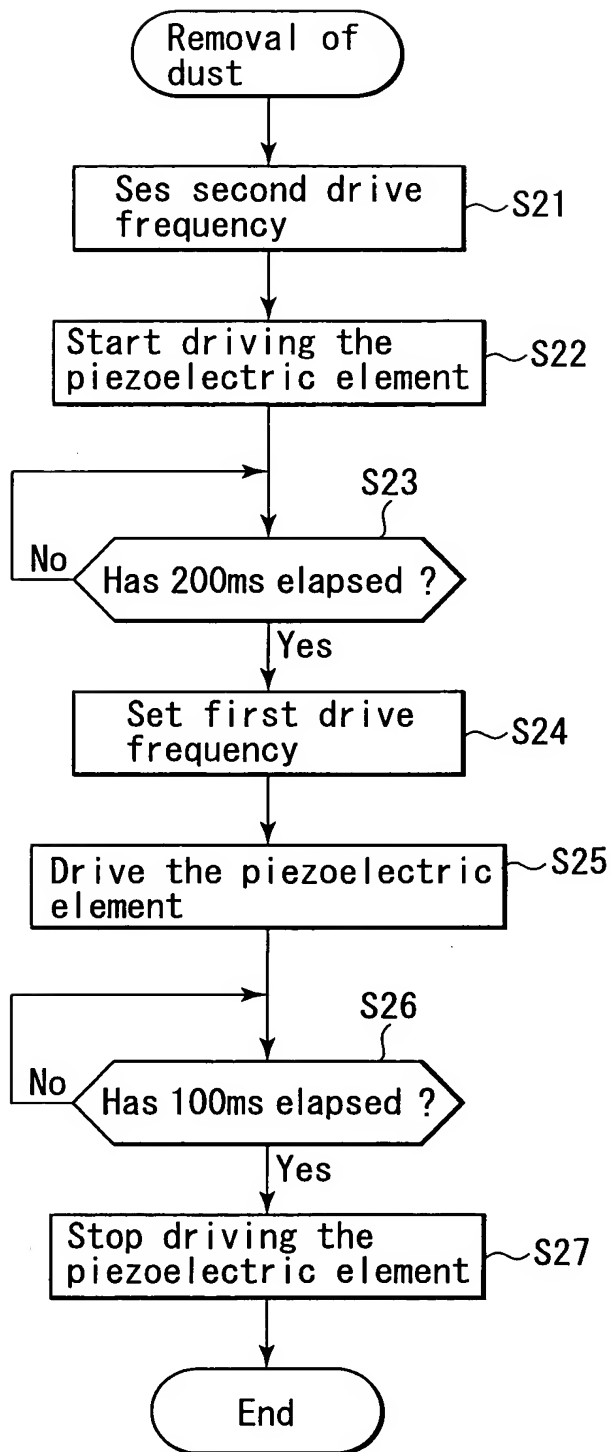 Removal of
dust
Ses second drive
frequency
S21
Start driving the
piezoelectric element
S22
S23
No
Has 200ms elapsed ?
Yes
Set first drive
frequency
S24
Drive the piezoelectric
element
S25
S26
No
Has 100ms elapsed ?
Yes
Stop driving the
piezoelectric element
S27
End